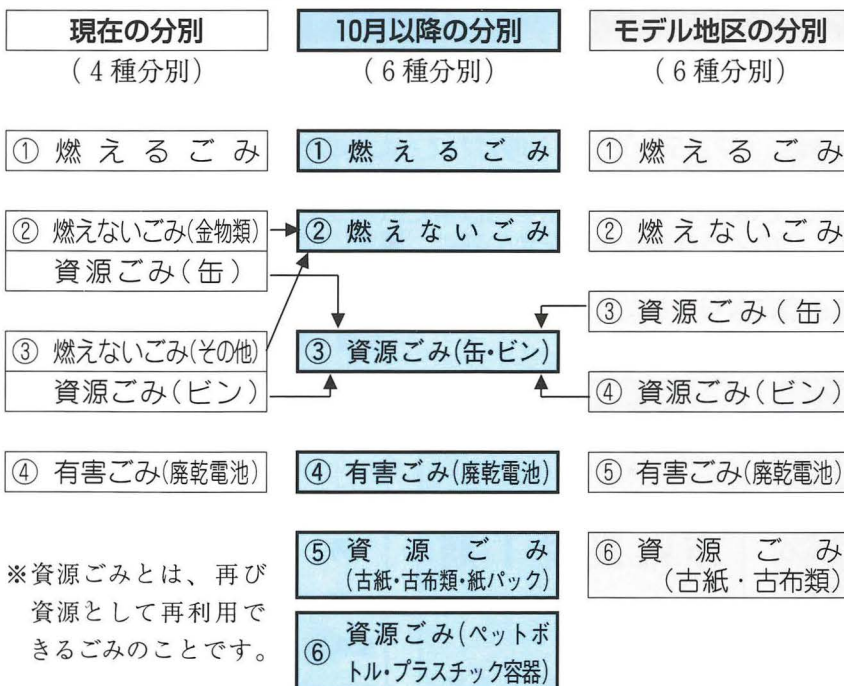 現在の分別
(4種分別)
① 燃えるごみ
② 燃えないごみ(金物類)
資源ごみ(缶)
③ 燃えないごみ(その他)
資源ごみ(ビン)
④ 有害ごみ(廃乾電池)
※資源ごみとは、再び
資源として再利用で
きるごみのことです。
10月以降の分別
(6種分別)
① 燃えるごみ
② 燃えないごみ
③ 資源ごみ(缶・ビン)
④ 有害ごみ(廃乾電池)
⑤ 資源ごみ
(古紙・古布類・紙パック)
⑥ 資源ごみ(ペットボ
トル・プラスチック容器)
モデル地区の分別
(6種分別)
① 燃えるごみ
② 燃えないごみ
③ 資源ごみ(缶)
④ 資源ごみ(ビン)
⑤ 有害ごみ(廃乾電池)
⑥ 資源ごみ
(古紙・古布類)